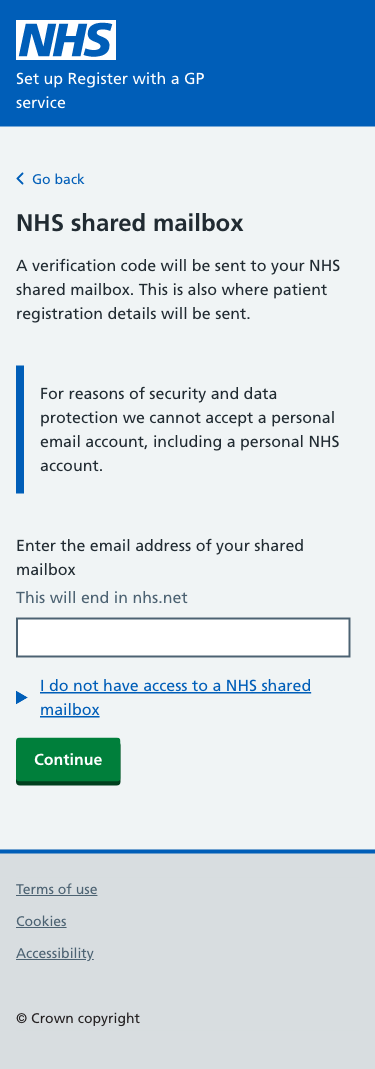 NHS
Set up Register with a GP
service
Go back
NHS shared mailbox
A verification code will be sent to your NHS
shared mailbox. This is also where patient
registration details will be sent.
For reasons of security and data
protection we cannot accept a personal
email account, including a personal NHS
account.
Enter the email address of your shared
mailbox
This will end in nhs.net
I do not have access to a NHS shared
mailbox
Continue
Terms of use
Cookies
Accessibility
© Crown copyright